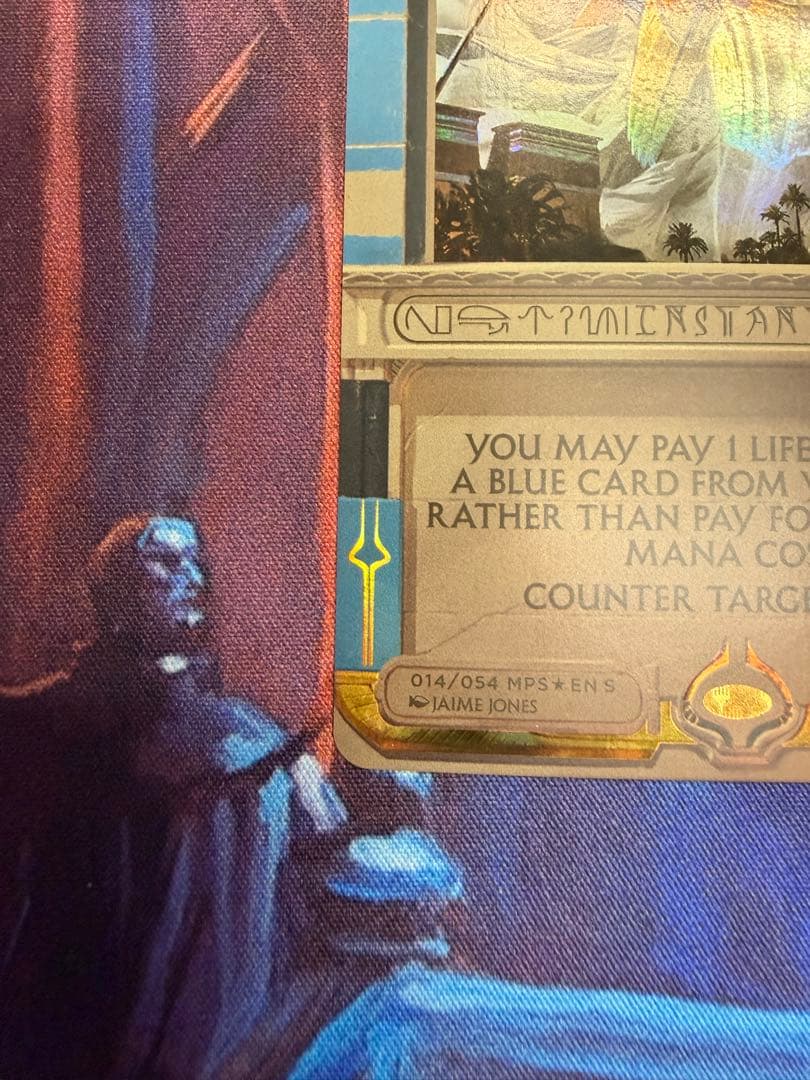 INSTAN
YOU MAY PAY 1 LIFE
A BLUE CARD FROM
RATHER THAN PAY FO
MANA CO
COUNTER TARG
014/054 MPS★EN S
JAIME JONES